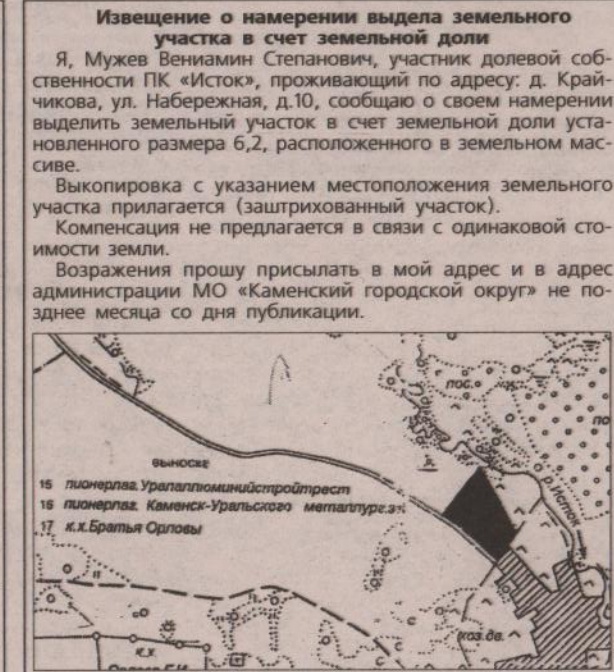 Извещение о намерении выдела земельного
участка в счет земельной доли
Я, Мужев Вениамин Степанович, участник долевой соб-
ственности ПК «Исток», проживающий по адресу: д. Край-
чикова, ул. Набережная, д.10, сообщаю о своем намерении
выделить земельный участок в счет земельной доли уста-
новленного размера 6,2, расположенного в земельном мас-
сиве.
Выкопировка с указанием местоположения земельного
участка прилагается (заштрихованный участок).
Компенсация не предлагается в связи с одинаковой сто-
имости земли.
Возражения прошу присылать в мой адрес и в адрес
администрации МО «Каменский городской округ» не по-
зднее месяца со дня публикации.
пос.
по
выноске
15 пионерлаг. Уралаллюминийстройтрест
16 пионерлаг. Каменск-Уральского металлург.з
17 к.х.Братья Орловы
р.Исток
хоз.дв.
к.х.